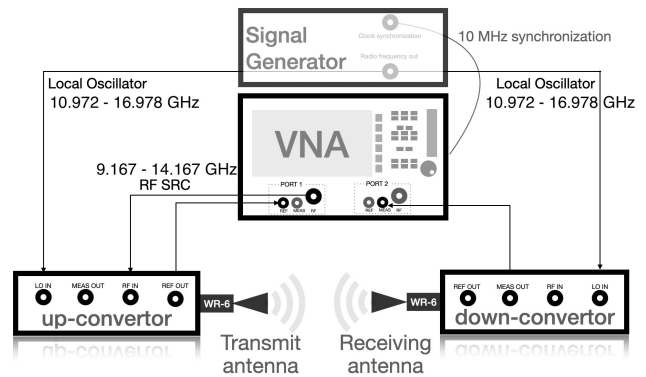 Signal
Generator
Clock synchronization
Radio frequency out
10 MHz synchronization
Local Oscillator
10.972 - 16.978 GHz
Local Oscillator
10.972 - 16.978 GHz
VNA
9.167 - 14.167 GHz
RF SRC
PORT 1
REF MEAS RF
PORT 2
REF MEAS RF
LO IN MEAS OUT RF IN REF OUT
up-convertor
WR-6
Transmit
antenna
Receiving
antenna
WR-6
REF OUT MEAS OUT RF IN LO IN
down-convertor